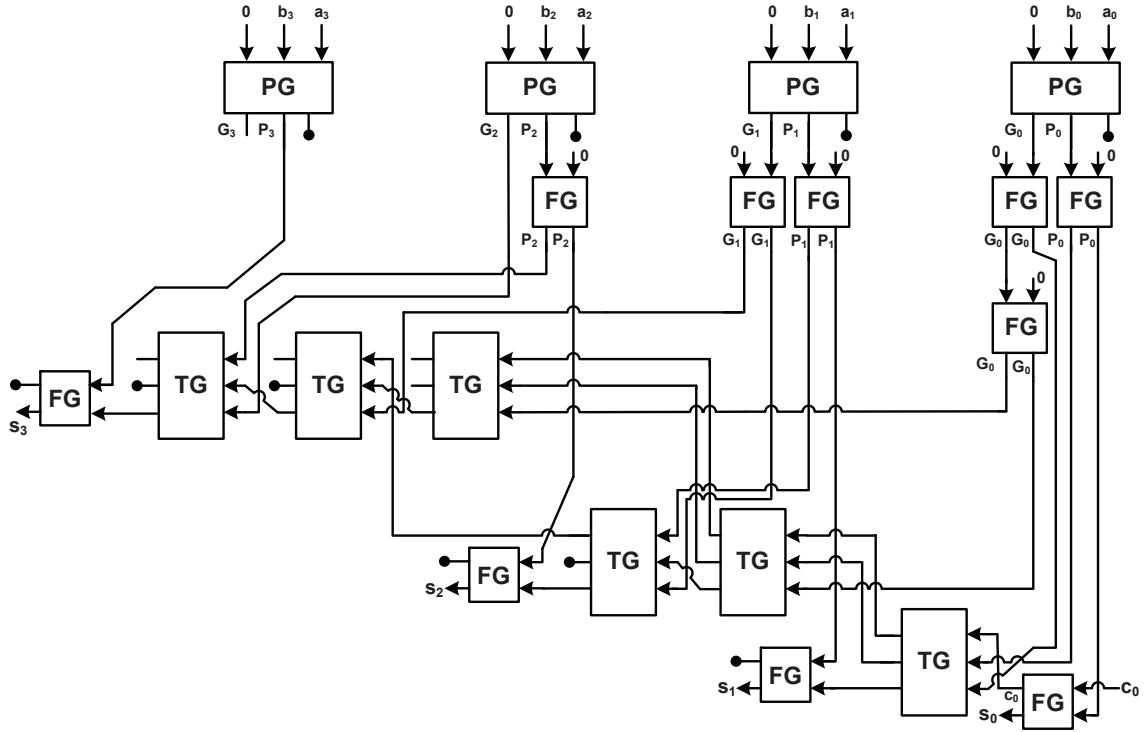 0 b₃ a₃ 0 b₂ a₂ 0 b₁ a₁ 0 b₀ a₀
PG PG PG PG
G₃ P₃ G₂ P₂ G₁ P₁ G₀ P₀
0 0 0 0 0
FG FG FG FG FG
P₂ P₂ G₁ G₁ P₁ P₁ G₀ G₀ P₀ P₀
0
FG
G₀ G₀
FG TG TG TG
s₃
FG TG TG
s₂
FG TG
s₁
c₀ FG c₀
s₀